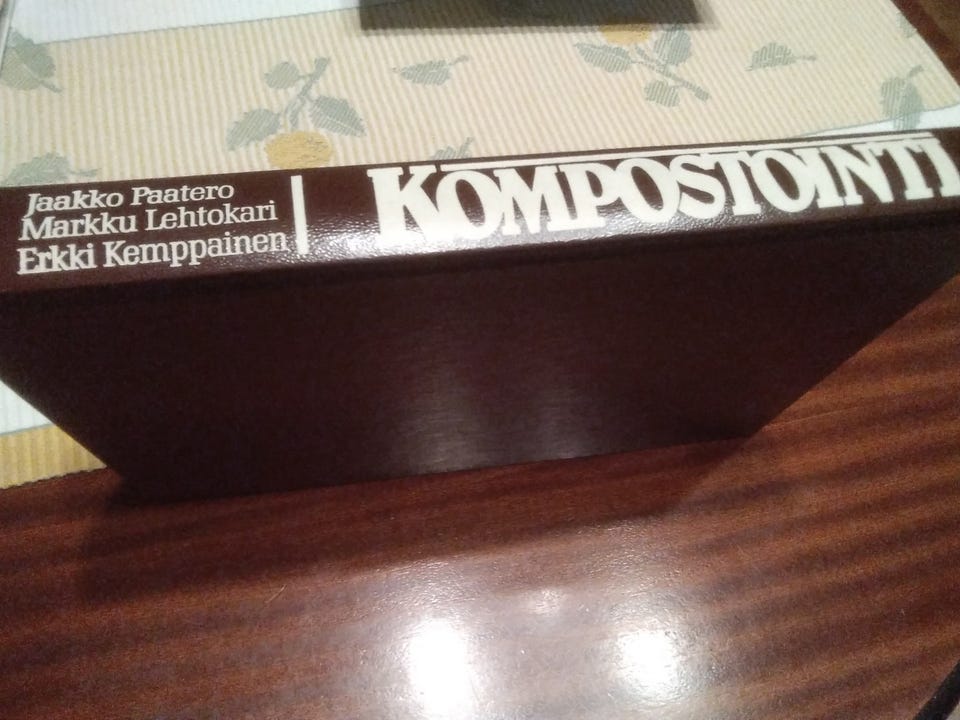 Jaakko Paatero
Markku Lehtokari
Erkki Kemppainen
KOMPOSTOINTI